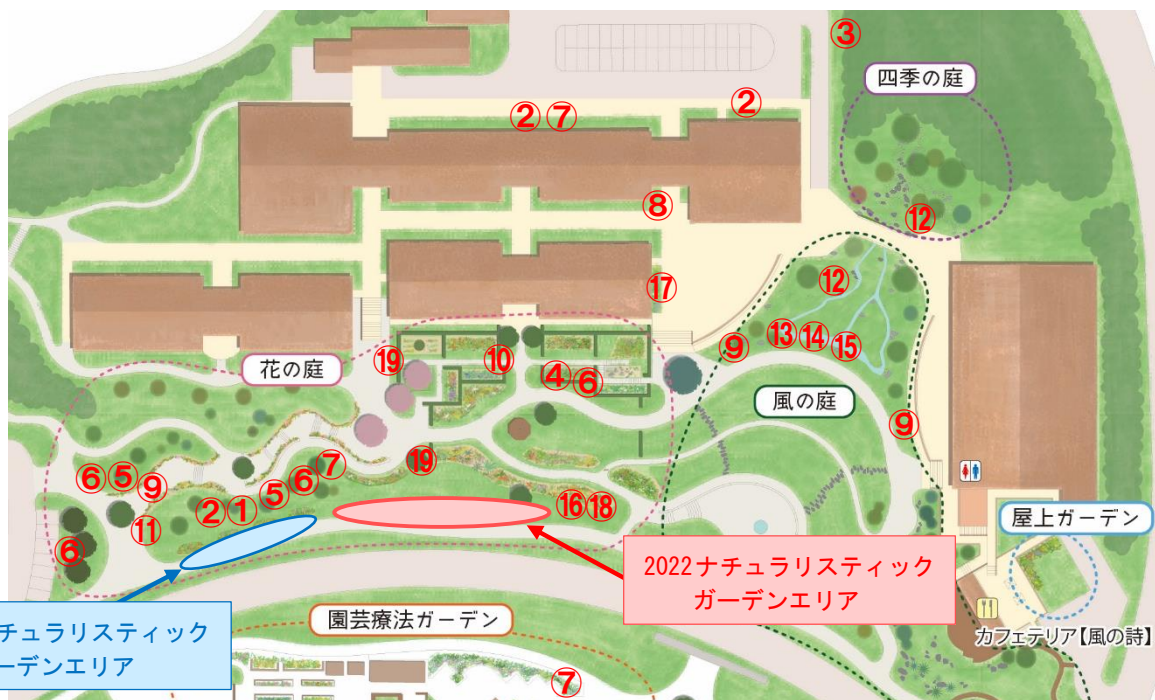 ③
四季の庭
②
②⑦
⑧
⑫
⑫
⑰
⑬⑭⑮
⑨
花の庭
⑲
⑩
④⑥
風の庭
⑨
⑥⑤⑨
⑲
⑦
⑥
⑤
②①
⑯⑱
⑪
⑥
屋上ガーデン
2022ナチュラリスティック
ガーデンエリア
チュラリスティック
ーデンエリア
園芸療法ガーデン
カフェテリア【風の詩】
⑦